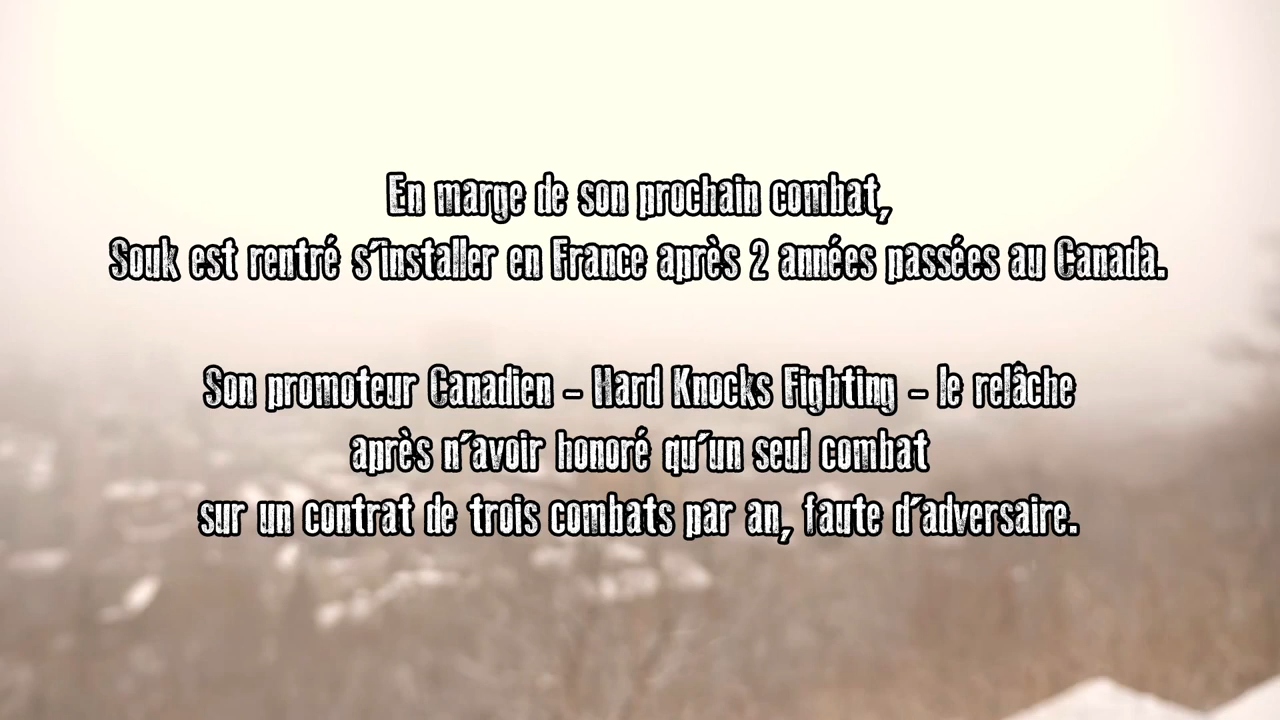 En marge de son prochain combat,
Souk est rentré s'installer en France après 2 années passées au Canada.
Son promoteur Canadien - Hard Knocks Fighting - le relâche
après n'avoir honoré qu'un seul combat
sur un contrat de trois combats par an, faute d'adversaire.